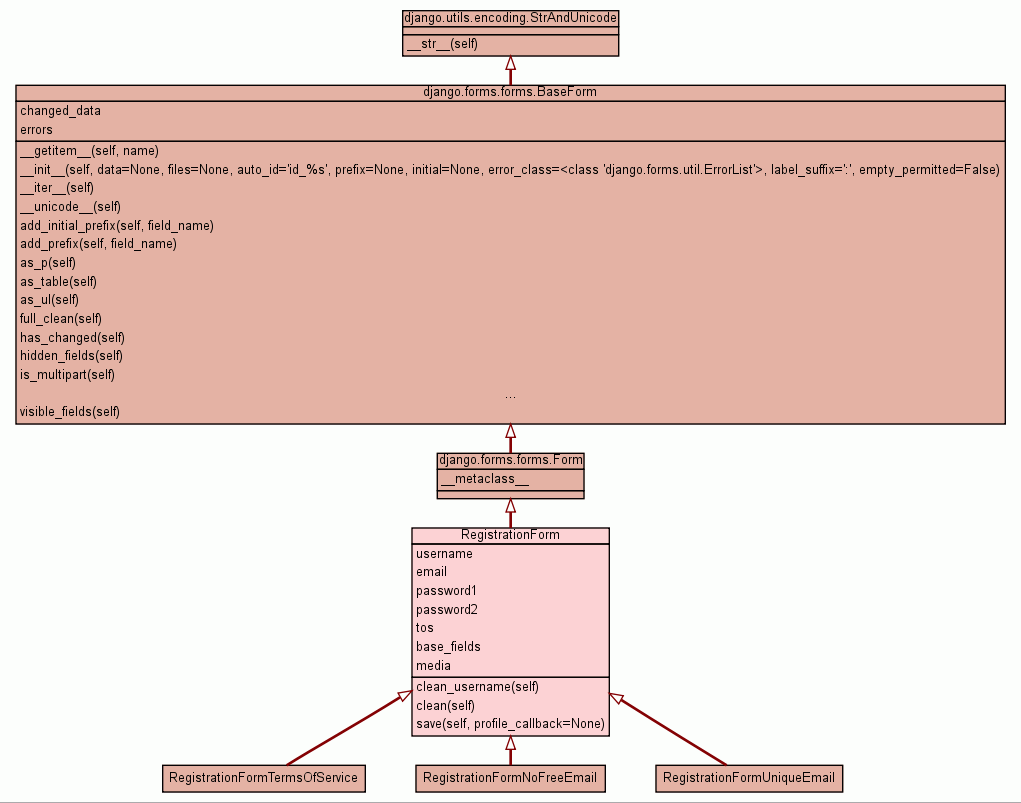 django.utils.encoding.StrAndUnicode
__str__(self)
django.forms.forms.BaseForm
changed_data
errors
__getitem__(self, name)
__init__(self, data=None, files=None, auto_id='id_%s', prefix=None, initial=None, error_class=<class 'django.forms.util.ErrorList'>, label_suffix=':', empty_permitted=False)
__iter__(self)
__unicode__(self)
add_initial_prefix(self, field_name)
add_prefix(self, field_name)
as_p(self)
as_table(self)
as_ul(self)
full_clean(self)
has_changed(self)
hidden_fields(self)
is_multipart(self)
...
visible_fields(self)
django.forms.forms.Form
__metaclass__
RegistrationForm
username
email
password1
password2
tos
base_fields
media
clean_username(self)
clean(self)
save(self, profile_callback=None)
RegistrationFormTermsOfService
RegistrationFormNoFreeEmail
RegistrationFormUniqueEmail